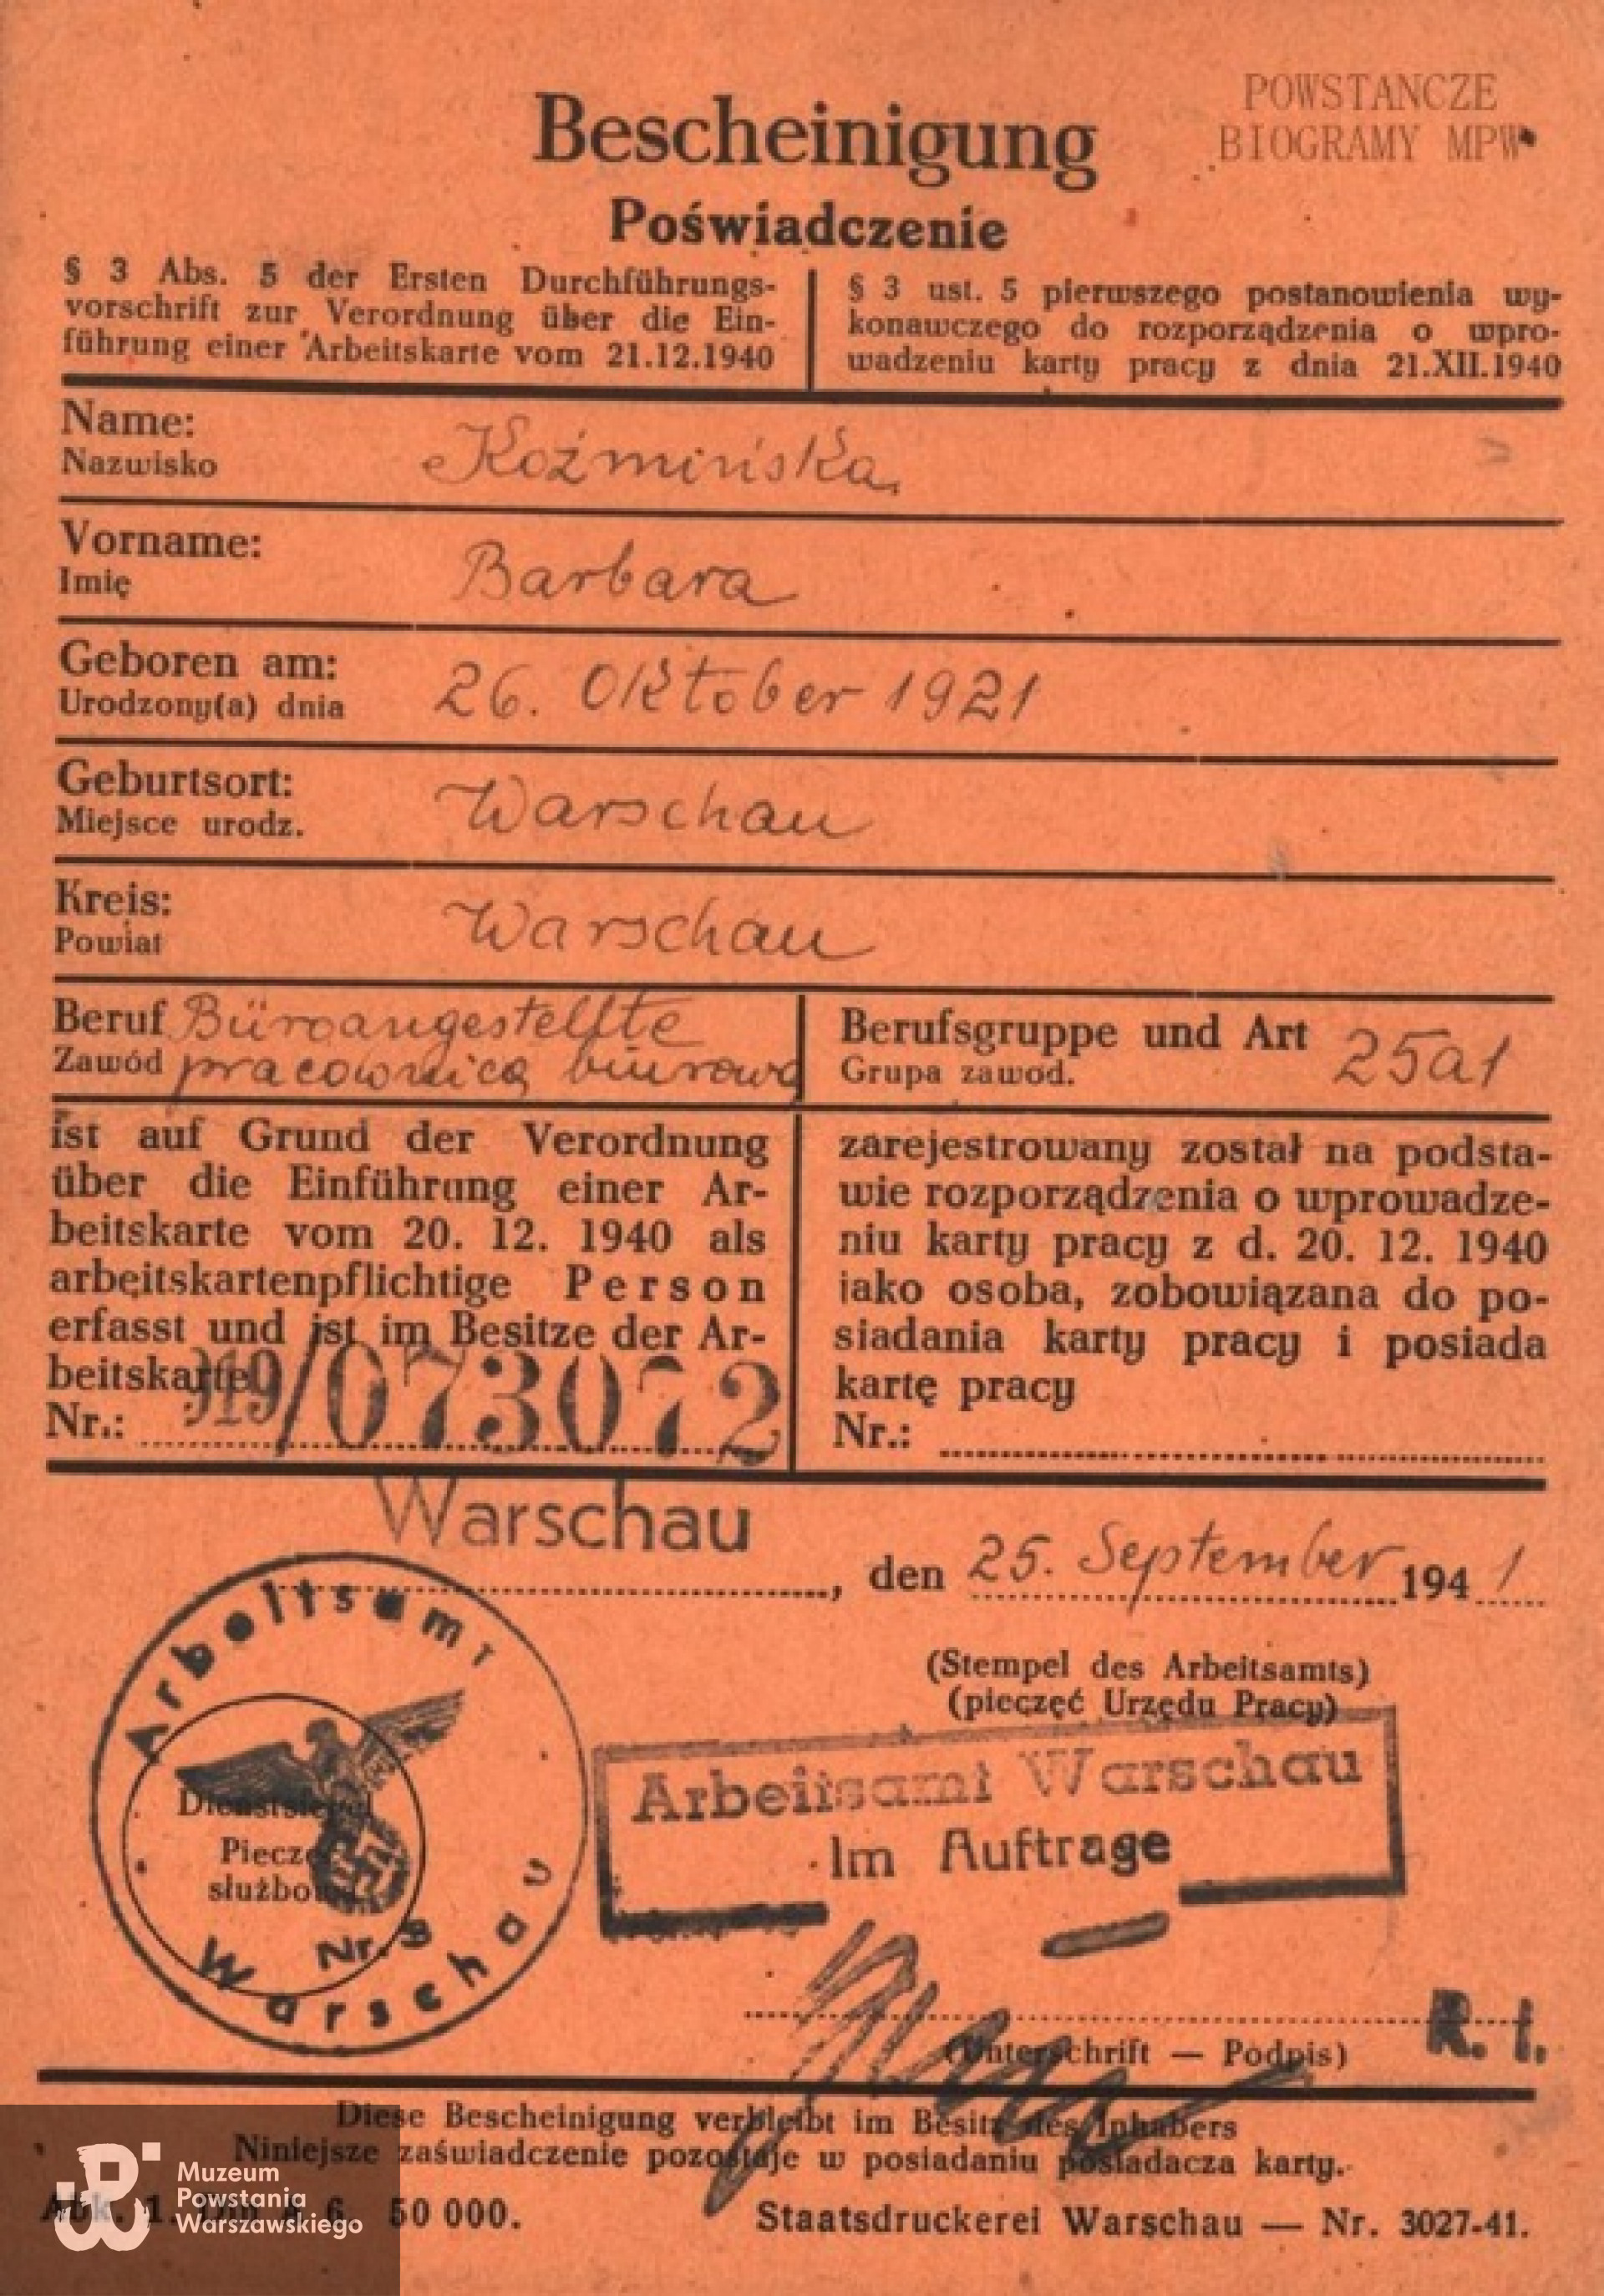 POWSTANCZE
BIOGRAMY MPW
Bescheinigung
Poświadczenie
§ 3 Abs. 5 der Ersten Durchführungs-
vorschrift zur Verordnung über die Ein-
führung einer Arbeitskarte vom 21.12.1940
§ 3 ust. 5 pierwszego postanowienia wy-
konawczego do rozporządzenia o wpro-
wadzeniu karty pracy z dnia 21.XII.1940
Name: Koźmińska
Nazwisko
Vorname: Barbara
Imię
Geboren am: 26. Oktober 1921
Urodzony(a) dnia
Geburtsort: Warschau
Miejsce urodz.
Kreis: Warschau
Powiat
Beruf Büroangestellte
Zawód pracownica biurowa
Berufsgruppe und Art 25a1
Grupa zawod.
ist auf Grund der Verordnung
über die Einführung einer Ar-
beitskarte vom 20. 12. 1940 als
arbeitskartenpflichtige Person
erfasst und ist im Besitze der Ar-
beitskarte
Nr.: 919/073072
zarejestrowany został na podsta-
wie rozporządzenia o wprowadze-
niu karty pracy z d. 20. 12. 1940
jako osoba, zobowiązana do po-
siadania karty pracy i posiada
kartę pracy
Nr.:
Warschau
, den 25. September 1941
(Stempel des Arbeitsamts)
(pieczęć Urzędu Pracy)
Arbeitsamt
Warschau
Dienstsiegel
Pieczęć
służbowa
Nr.
Arbeitsamt Warschau
Im Auftrage
R. I.
(Unterschrift — Podpis)
Diese Bescheinigung verbleibt im Besitz des Inhabers
Niniejsze zaświadczenie pozostaje w posiadaniu posiadacza karty.
50 000.
Staatsdruckerei Warschau — Nr. 3027-41.
Muzeum
Powstania
Warszawskiego